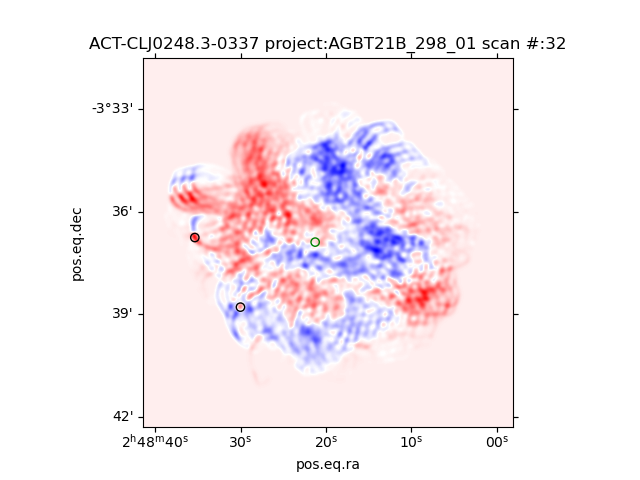 ACT-CLJ0248.3-0337 project:AGBT21B_298_01 scan #:32
-3°33'
36'
39'
42'
pos.eq.dec
2ʰ48ᵐ40ˢ 30ˢ 20ˢ 10ˢ 00ˢ
pos.eq.ra